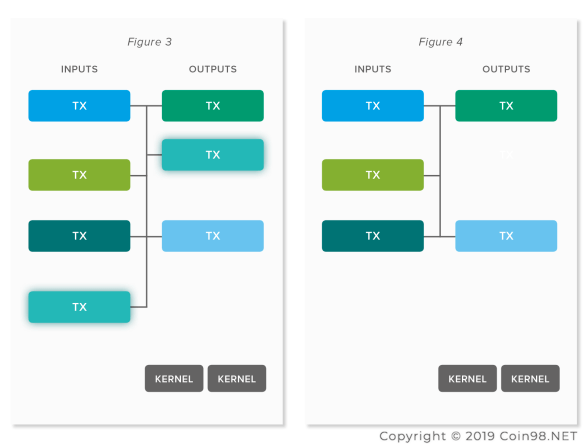 Figure 3
INPUTS OUTPUTS
TX TX
TX
TX
TX TX
TX
KERNEL KERNEL
Figure 4
INPUTS OUTPUTS
TX TX
TX
TX
TX TX
KERNEL KERNEL
Copyright © 2019 Coin98.NET